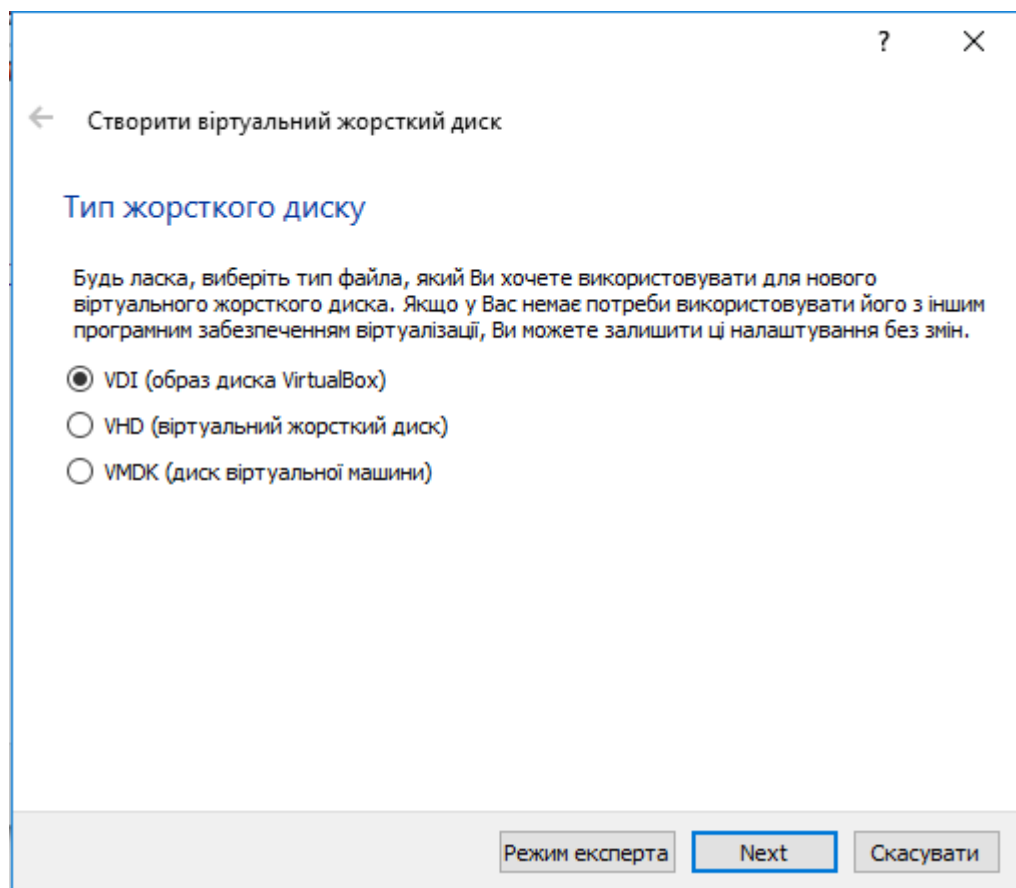 ?
Створити віртуальний жорсткий диск
Тип жорсткого диску
Будь ласка, виберіть тип файла, який Ви хочете використовувати для нового
віртуального жорсткого диска. Якщо у Вас немає потреби використовувати його з іншим
програмним забезпеченням віртуалізації, Ви можете залишити ці налаштування без змін.
VDI (образ диска VirtualBox)
VHD (віртуальний жорсткий диск)
VMDK (диск віртуальної машини)
Режим експерта Next Скасувати